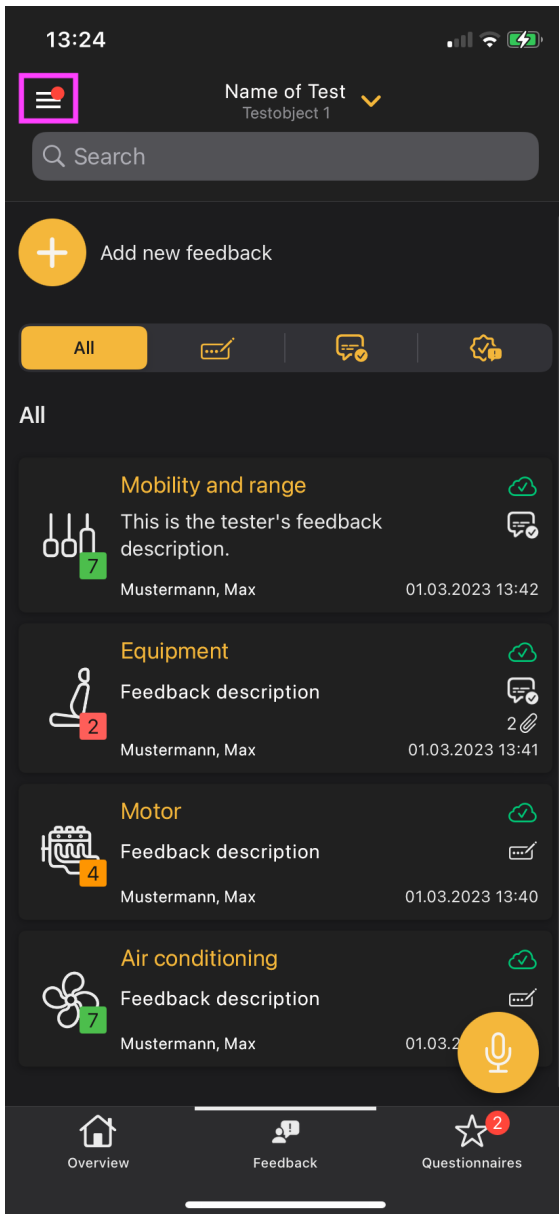 13:24
Name of Test
Testobject 1
Search
Add new feedback
All
All
Mobility and range
This is the tester's feedback
description.
7
Mustermann, Max 01.03.2023 13:42
Equipment
Feedback description
2
2
Mustermann, Max 01.03.2023 13:41
Motor
Feedback description
4
Mustermann, Max 01.03.2023 13:40
Air conditioning
Feedback description
7
Mustermann, Max 01.03.2
2
Overview Feedback Questionnaires